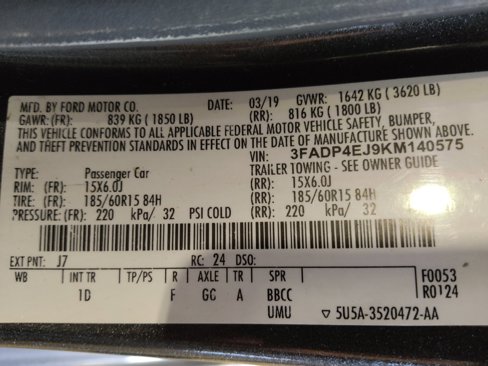 MFD. BY FORD MOTOR CO.
DATE: 03/19 GVWR: 1642 KG ( 3620 LB)
GAWR: (FR): 839 KG ( 1850 LB) (RR): 816 KG ( 1800 LB)
THIS VEHICLE CONFORMS TO ALL APPLICABLE FEDERAL MOTOR VEHICLE SAFETY, BUMPER,
AND THEFT PREVENTION STANDARDS IN EFFECT ON THE DATE OF MANUFACTURE SHOWN ABOVE.
VIN: 3FADP4EJ9KM140575
TYPE: Passenger Car TRAILER TOWING - SEE OWNER GUIDE
RIM: (FR): 15X6.0J (RR): 15X6.0J
TIRE: (FR): 185/60R15 84H (RR): 185/60R15 84H
PRESSURE: (FR): 220 kPa/ 32 PSI COLD (RR): 220 kPa/ 32
EXT PNT: J7 RC: 24 DSO:
WB INT TR TP/PS R AXLE TR SPR F0053
1D F GC A BBCC R0124
UMU ▽ 5U5A-3520472-AA